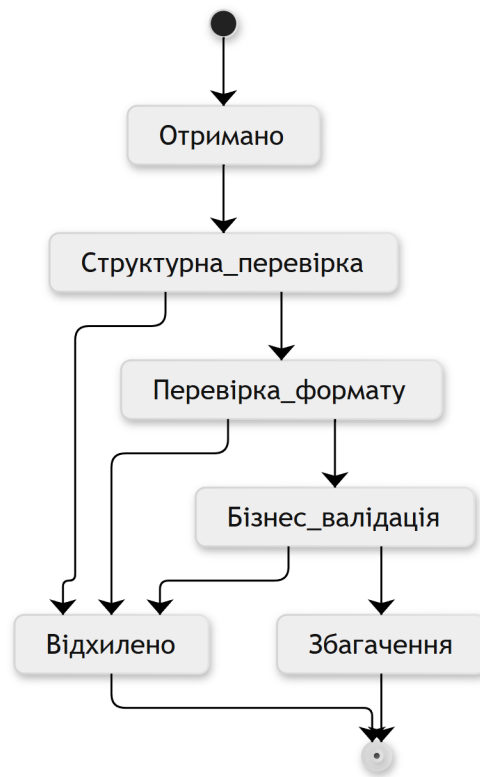 Отримано
Структурна_перевірка
Перевірка_формату
Бізнес_валідація
Відхилено
Збагачення